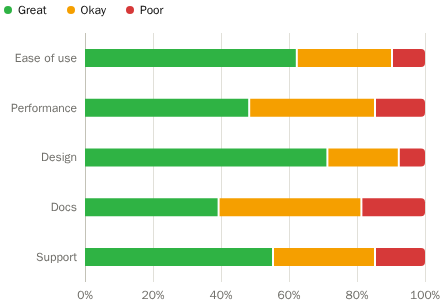 Great Okay Poor
Ease of use
Performance
Design
Docs
Support
0% 20% 40% 60% 80% 100%